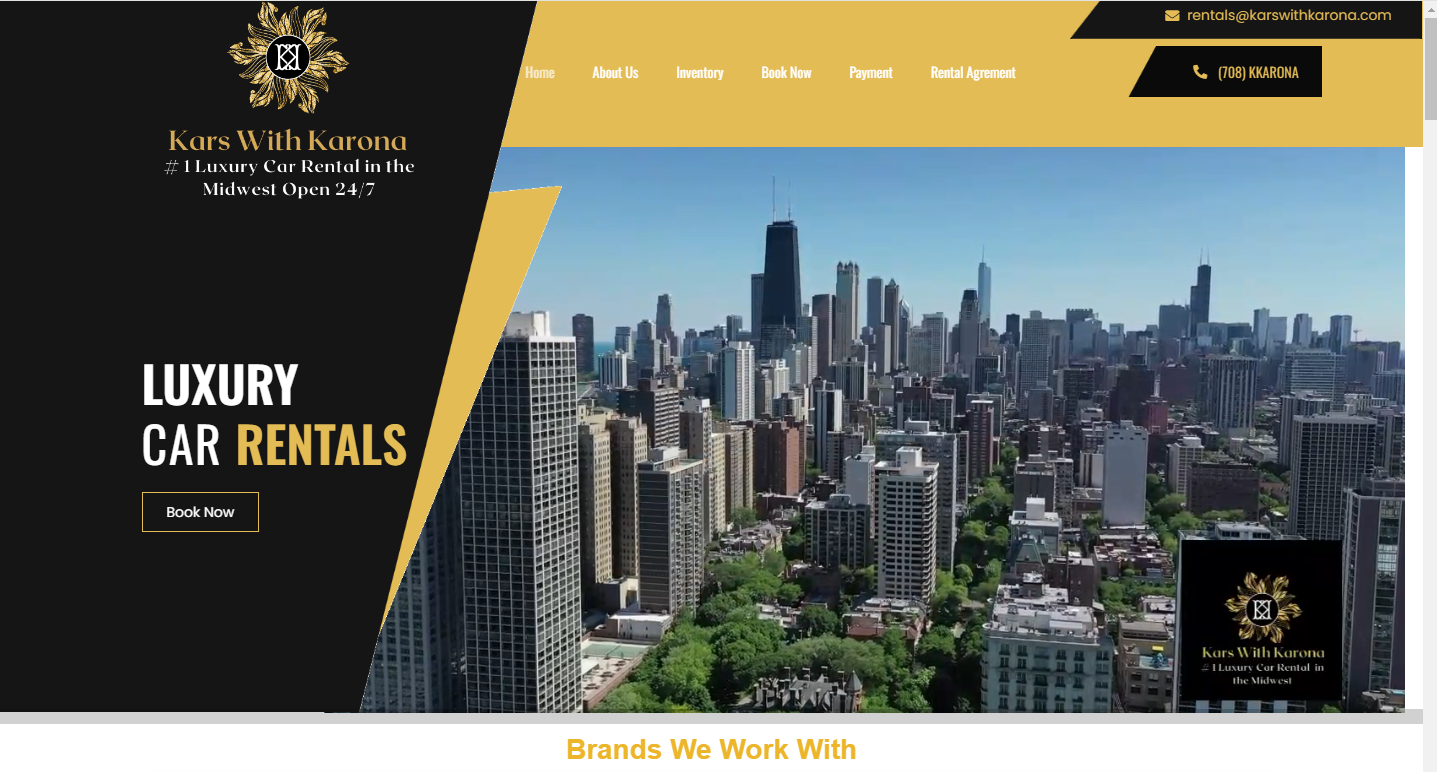 rentals@karswithkarona.com
Home About Us Inventory Book Now Payment Rental Agrement
(708) KKARONA
Kars With Karona
# 1 Luxury Car Rental in the
Midwest Open 24/7
LUXURY
CAR RENTALS
Book Now
Kars With Karona
# 1 Luxury Car Rental in
the Midwest
Brands We Work With